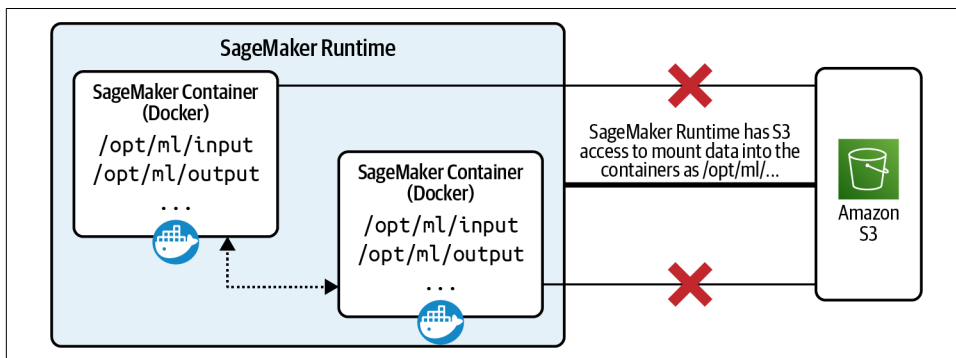 SageMaker Runtime
SageMaker Container
(Docker)
/opt/ml/input
/opt/ml/output
...
SageMaker Container
(Docker)
/opt/ml/input
/opt/ml/output
...
SageMaker Runtime has S3
access to mount data into the
containers as /opt/ml/...
Amazon
S3